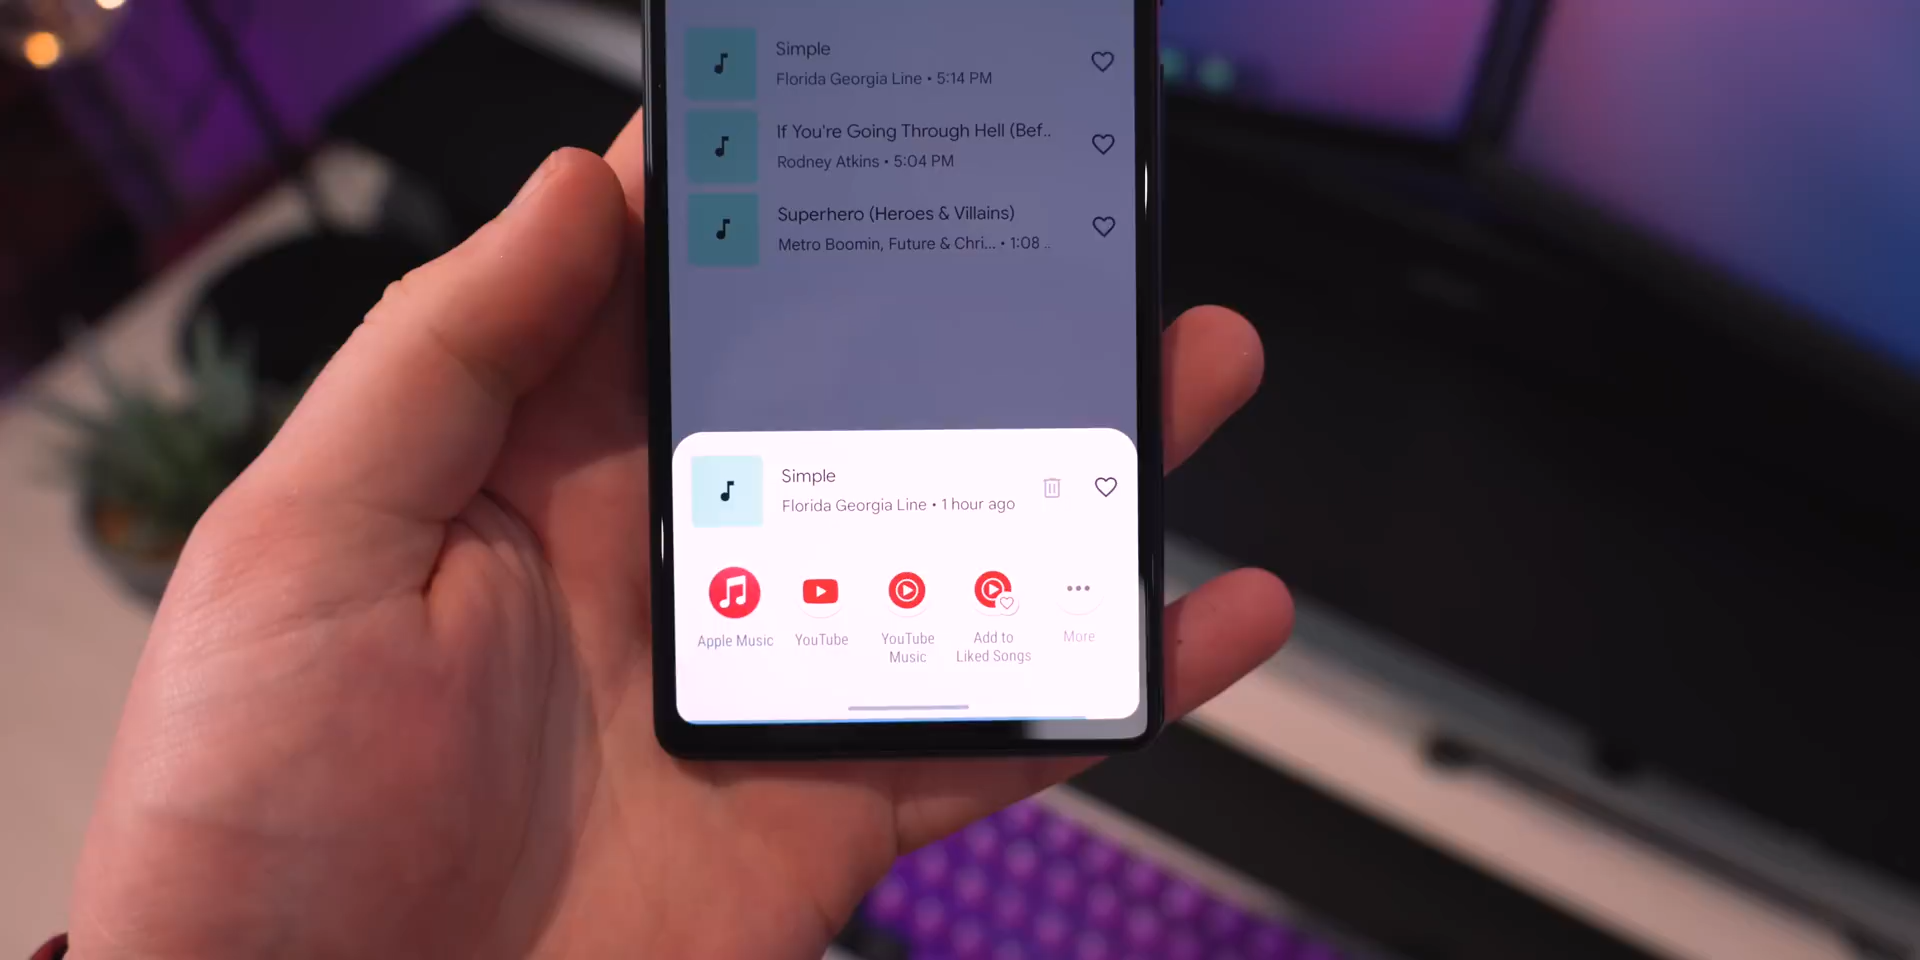 Simple
Florida Georgia Line • 5:14 PM
If You're Going Through Hell (Bef..
Rodney Atkins • 5:04 PM
Superhero (Heroes & Villains)
Metro Boomin, Future & Chri... • 1:08 ..
Simple
Florida Georgia Line • 1 hour ago
Apple Music
YouTube
YouTube
Music
Add to
Liked Songs
More